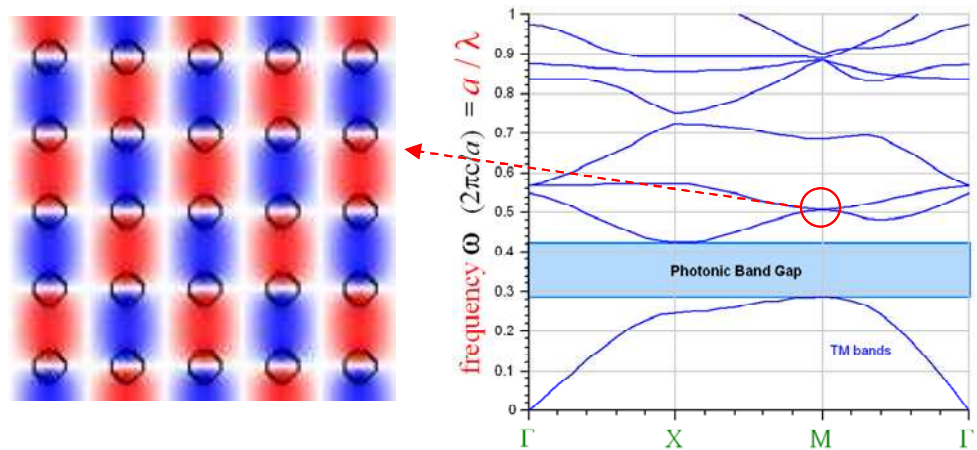 frequency ω (2πc/a) = a / λ
1
0.9
0.8
0.7
0.6
0.5
0.4
0.3
0.2
0.1
0
Photonic Band Gap
TM bands
Γ X M Γ